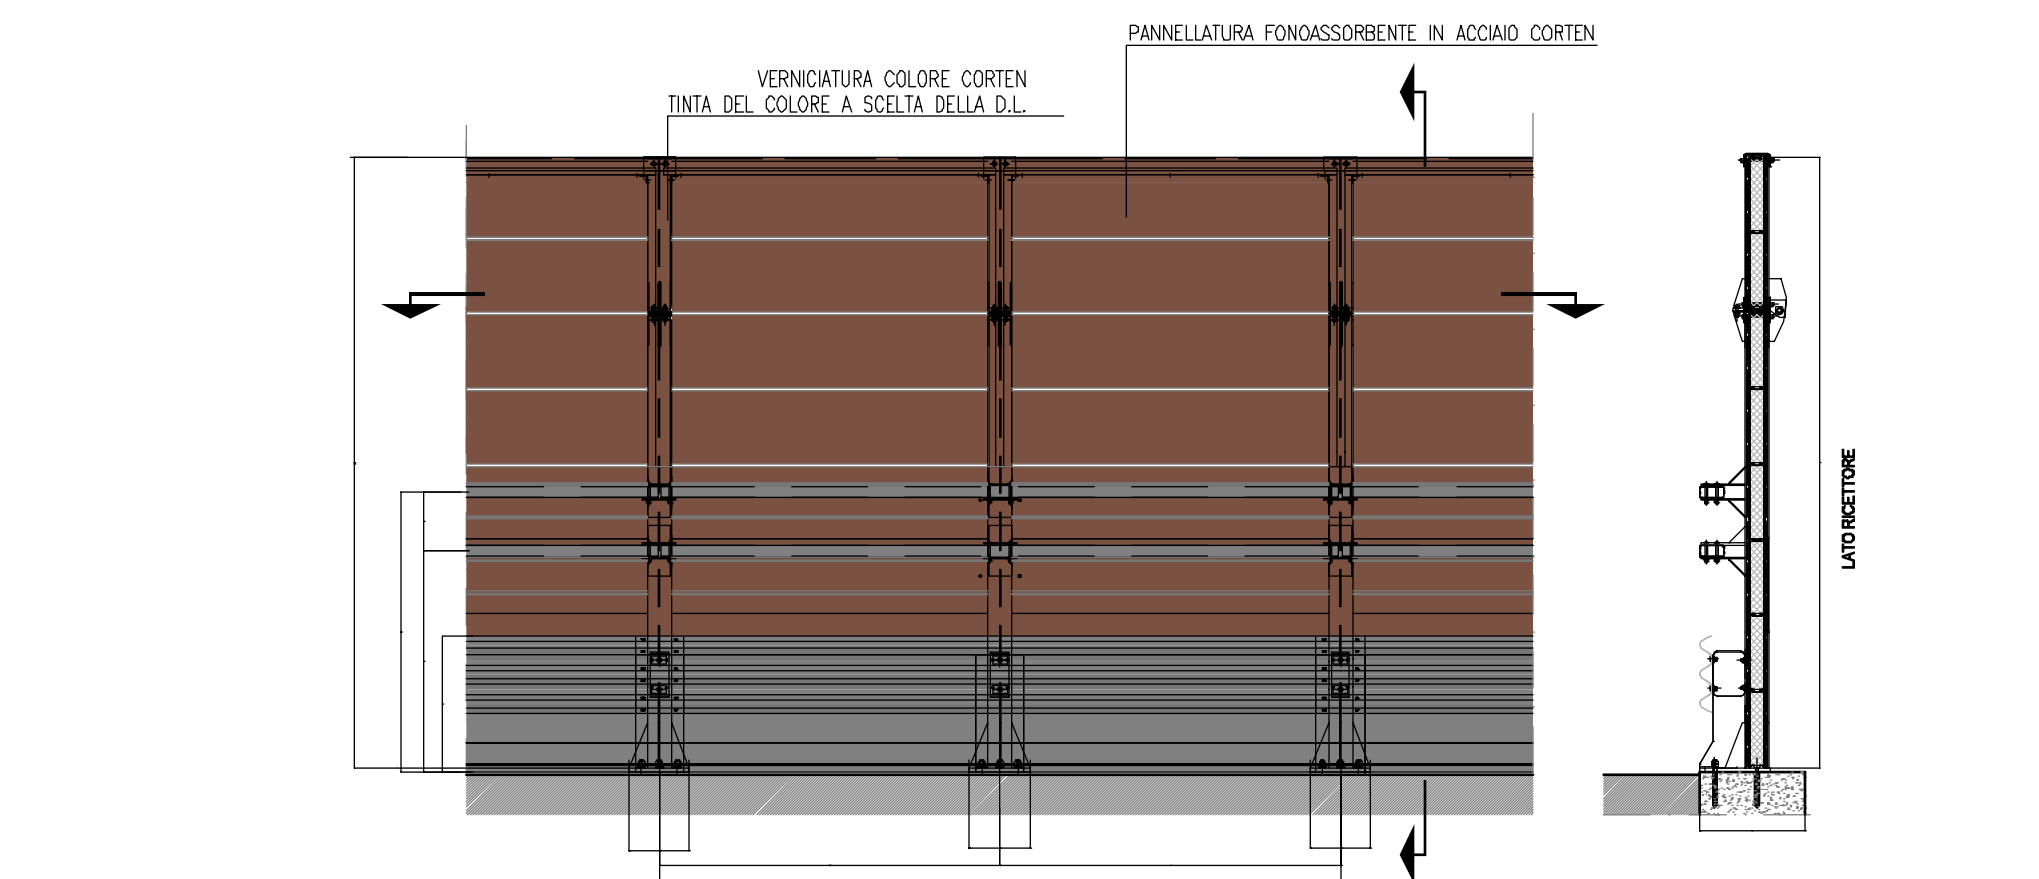 PANNELLATURA FONOASSORBENTE IN ACCIAIO CORTEN
VERNICIATURA COLORE CORTEN
TINTA DEL COLORE A SCELTA DELLA D.L.
LATO RICETTORE